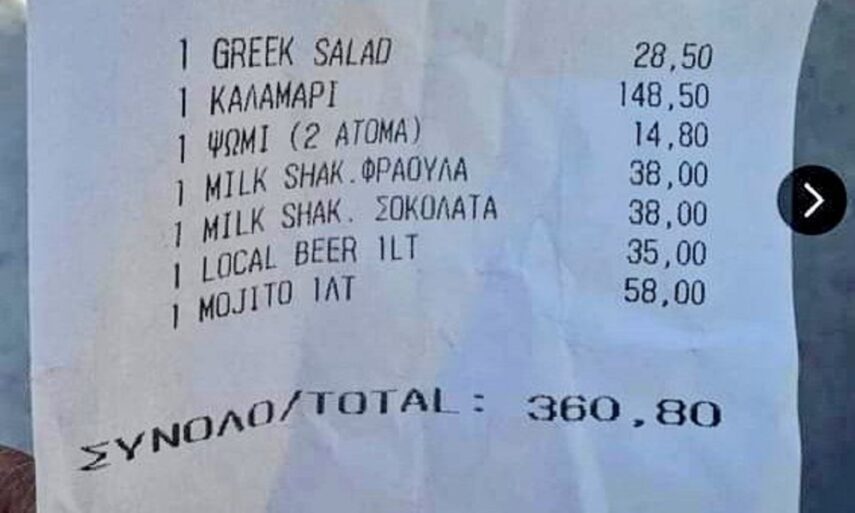 1 GREEK SALAD 28,50
1 ΚΑΛΑΜΑΡΙ 148,50
1 ΨΩΜΙ (2 ΑΤΟΜΑ) 14,80
1 MILK SHAK.ΦΡΑΟΥΛΑ 38,00
1 MILK SHAK. ΣΟΚΟΛΑΤΑ 38,00
1 LOCAL BEER 1LT 35,00
1 MOJITO 1ΛΤ 58,00
ΣΥΝΟΛΟ/TOTAL: 360,80